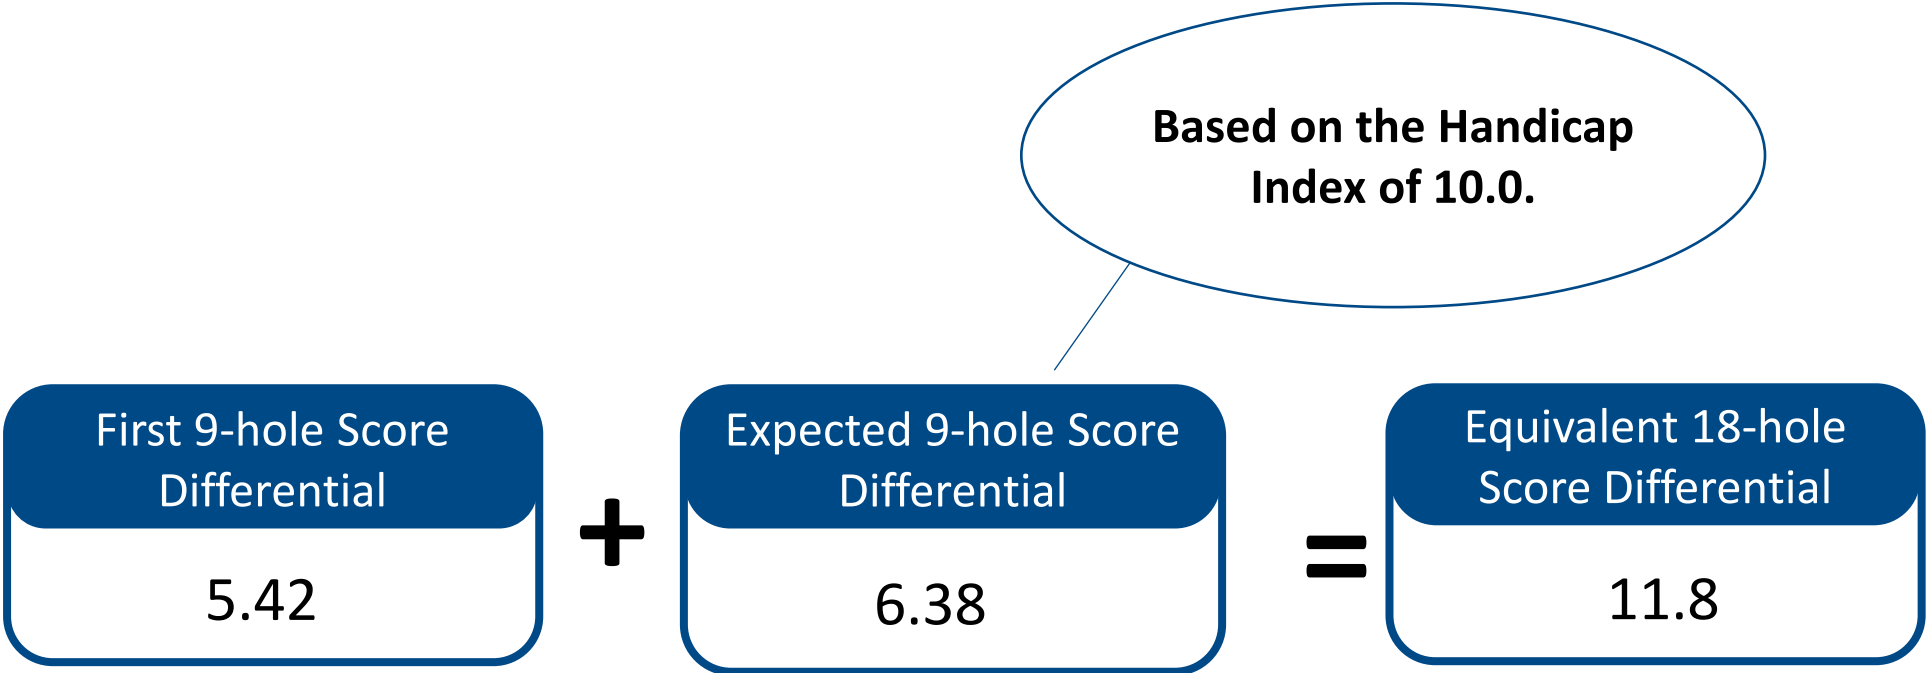 Based on the Handicap
Index of 10.0.
First 9-hole Score
Differential
5.42
+
Expected 9-hole Score
Differential
6.38
=
Equivalent 18-hole
Score Differential
11.8